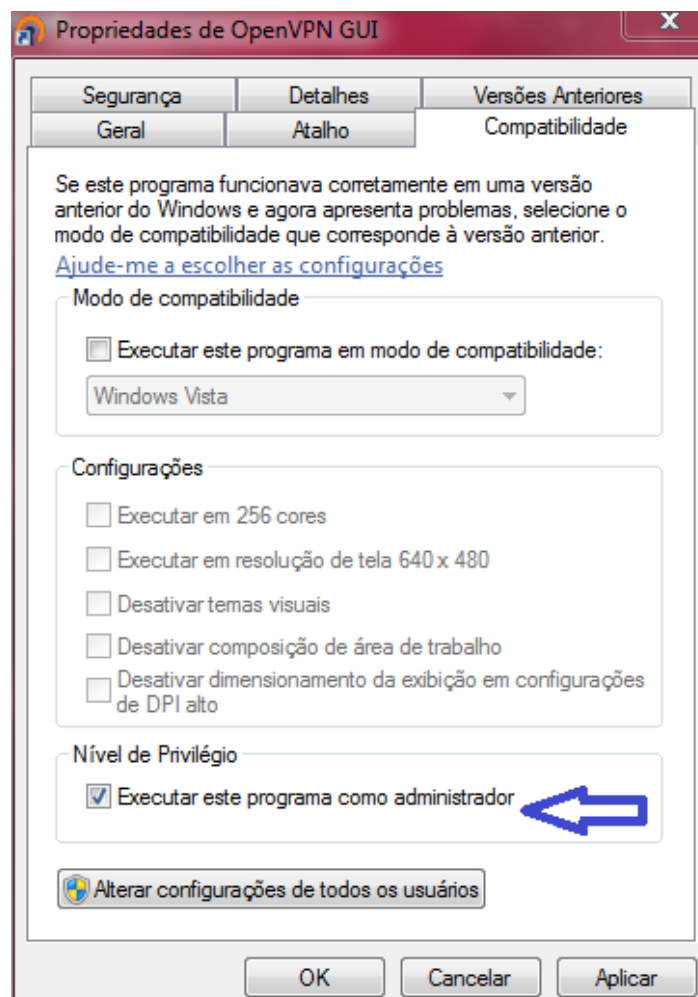 Propriedades de OpenVPN GUI
x
Segurança Detalhes Versões Anteriores
Geral Atalho Compatibilidade
Se este programa funcionava corretamente em uma versão
anterior do Windows e agora apresenta problemas, selecione o
modo de compatibilidade que corresponde à versão anterior.
Ajude-me a escolher as configurações
Modo de compatibilidade
Executar este programa em modo de compatibilidade:
Windows Vista
Configurações
Executar em 256 cores
Executar em resolução de tela 640 x 480
Desativar temas visuais
Desativar composição de área de trabalho
Desativar dimensionamento da exibição em configurações
de DPI alto
Nível de Privilégio
Executar este programa como administrador
Alterar configurações de todos os usuários
OK Cancelar Aplicar